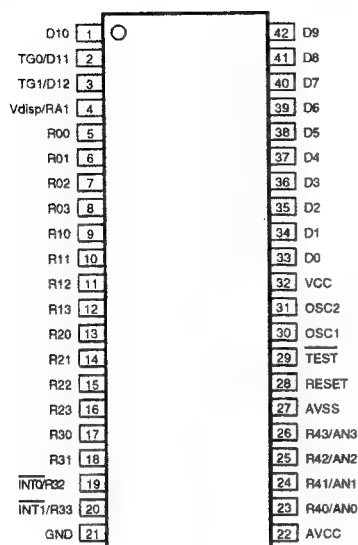 D10 1 42 D9
TG0/D11 2 41 D8
TG1/D12 3 40 D7
Vdisp/RA1 4 39 D6
R00 5 38 D5
R01 6 37 D4
R02 7 36 D3
R03 8 35 D2
R10 9 34 D1
R11 10 33 D0
R12 11 32 VCC
R13 12 31 OSC2
R20 13 30 OSC1
R21 14 29 TEST
R22 15 28 RESET
R23 16 27 AVSS
R30 17 26 R43/AN3
R31 18 25 R42/AN2
INT0/R32 19 24 R41/AN1
INT1/R33 20 23 R40/AN0
GND 21 22 AVCC